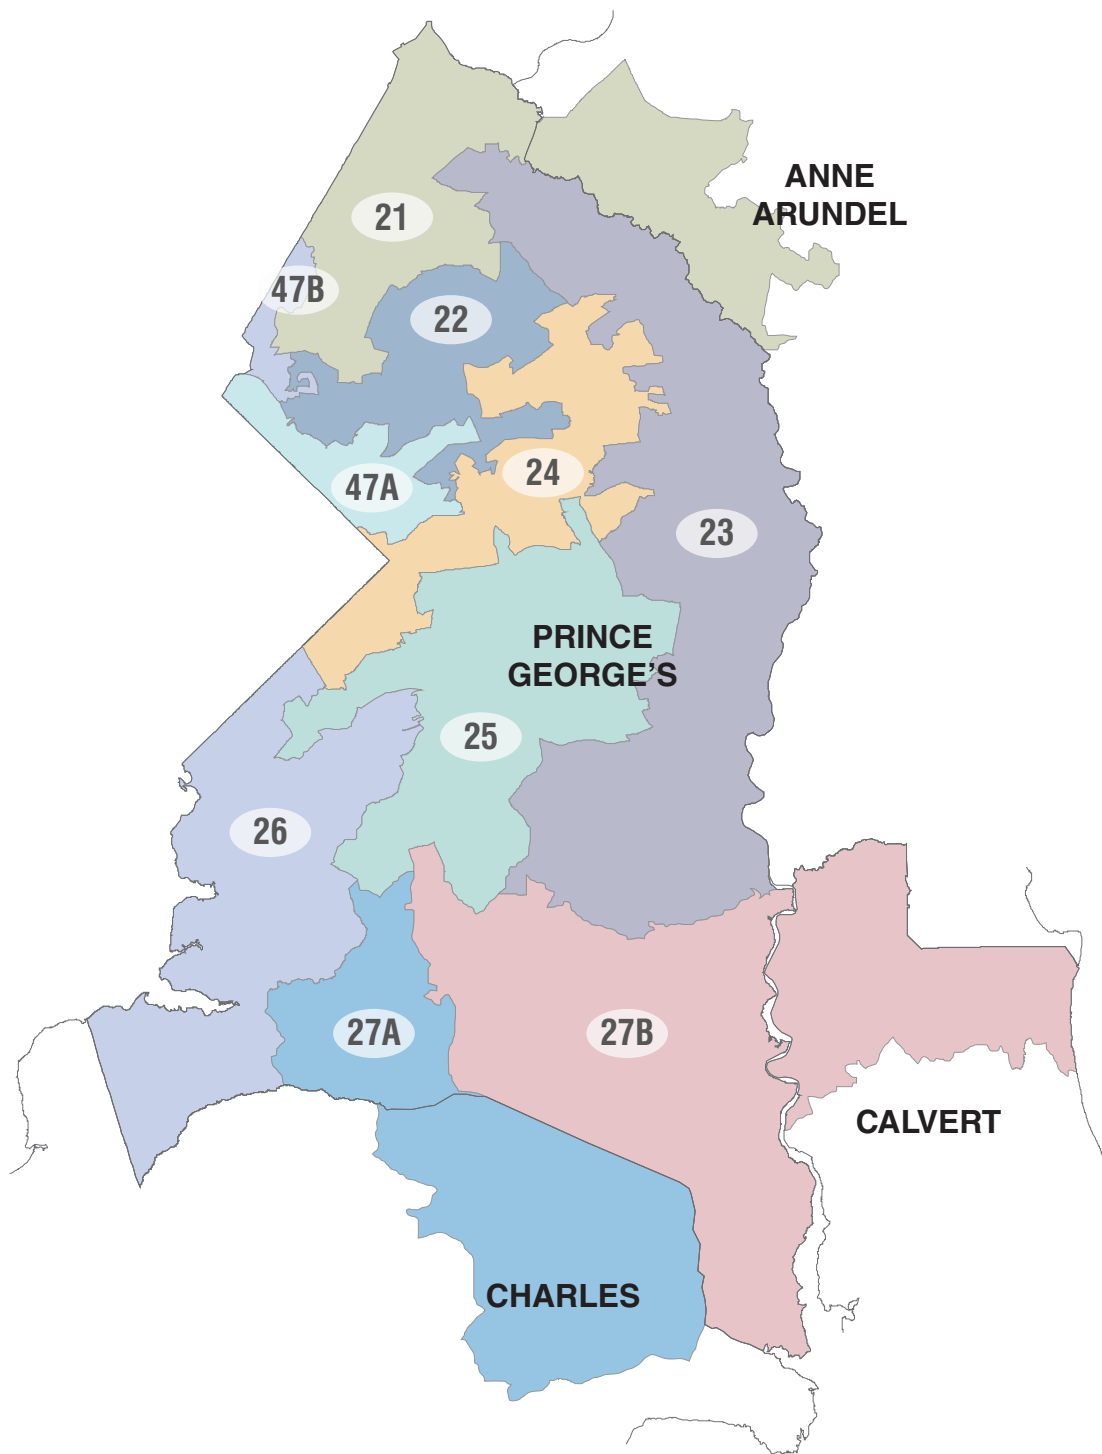 ANNE
ARUNDEL
21
47B
22
24
47A
23
PRINCE
GEORGE'S
25
26
27A
27B
CALVERT
CHARLES